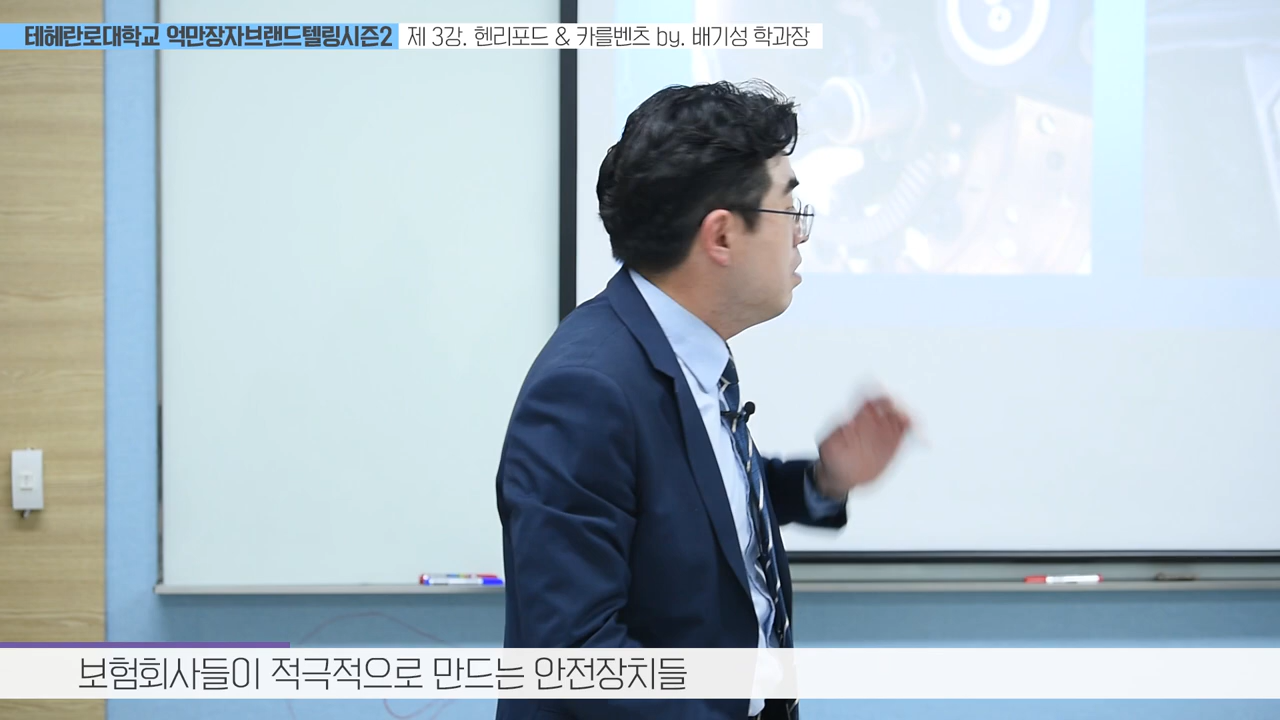 테헤란로대학교 억만장자브랜드텔링시즌2 제 3강. 헨리포드 & 카를벤츠 by. 배기성 학과장
보험회사들이 적극적으로 만드는 안전장치들